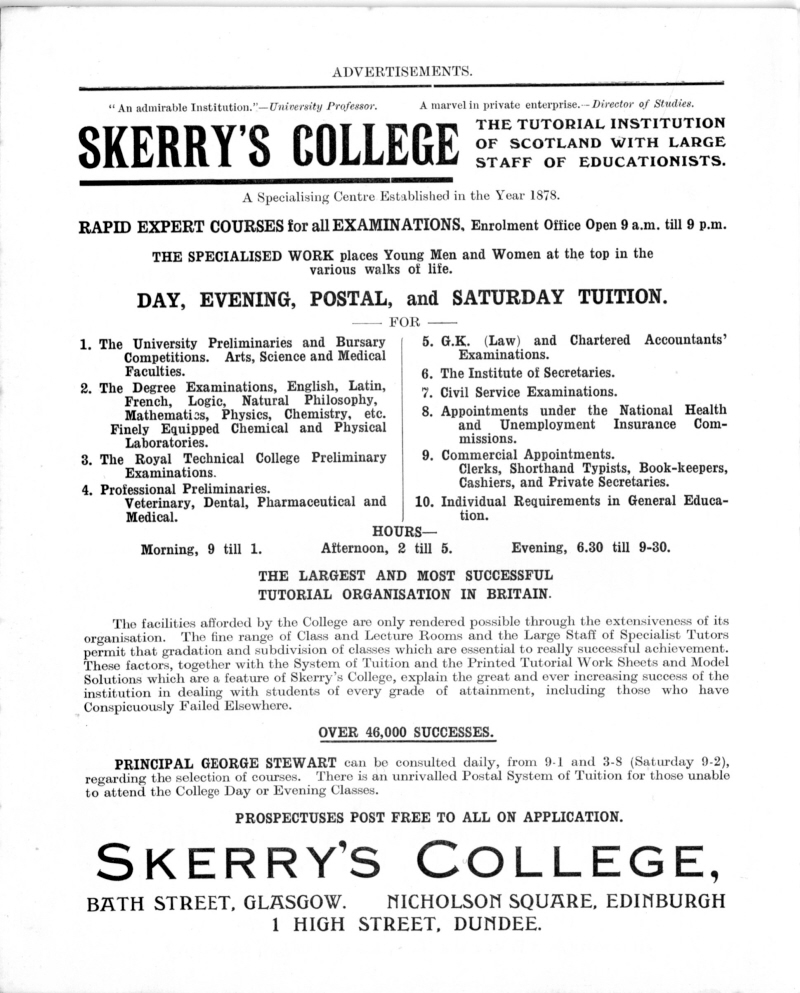 ADVERTISEMENTS.
"An admirable Institution."—University Professor.
A marvel in private enterprise.—Director of Studies.
SKERRY'S COLLEGE
THE TUTORIAL INSTITUTION
OF SCOTLAND WITH LARGE
STAFF OF EDUCATIONISTS.
A Specialising Centre Established in the Year 1878.
RAPID EXPERT COURSES for all EXAMINATIONS, Enrolment Office Open 9 a.m. till 9 p.m.
THE SPECIALISED WORK places Young Men and Women at the top in the
various walks of life.
DAY, EVENING, POSTAL, and SATURDAY TUITION.
—— FOR ——
1. The University Preliminaries and Bursary
Competitions. Arts, Science and Medical
Faculties.
2. The Degree Examinations, English, Latin,
French, Logic, Natural Philosophy,
Mathematics, Physics, Chemistry, etc.
Finely Equipped Chemical and Physical
Laboratories.
3. The Royal Technical College Preliminary
Examinations.
4. Professional Preliminaries.
Veterinary, Dental, Pharmaceutical and
Medical.
5. G.K. (Law) and Chartered Accountants'
Examinations.
6. The Institute of Secretaries.
7. Civil Service Examinations.
8. Appointments under the National Health
and Unemployment Insurance Com-
missions.
9. Commercial Appointments.
Clerks, Shorthand Typists, Book-keepers,
Cashiers, and Private Secretaries.
10. Individual Requirements in General Educa-
tion.
HOURS—
Morning, 9 till 1. Afternoon, 2 till 5. Evening, 6.30 till 9-30.
THE LARGEST AND MOST SUCCESSFUL
TUTORIAL ORGANISATION IN BRITAIN.
The facilities afforded by the College are only rendered possible through the extensiveness of its
organisation. The fine range of Class and Lecture Rooms and the Large Staff of Specialist Tutors
permit that gradation and subdivision of classes which are essential to really successful achievement.
These factors, together with the System of Tuition and the Printed Tutorial Work Sheets and Model
Solutions which are a feature of Skerry's College, explain the great and ever increasing success of the
institution in dealing with students of every grade of attainment, including those who have
Conspicuously Failed Elsewhere.
OVER 46,000 SUCCESSES.
PRINCIPAL GEORGE STEWART can be consulted daily, from 9-1 and 3-8 (Saturday 9-2),
regarding the selection of courses. There is an unrivalled Postal System of Tuition for those unable
to attend the College Day or Evening Classes.
PROSPECTUSES POST FREE TO ALL ON APPLICATION.
SKERRY'S COLLEGE,
BATH STREET, GLASGOW. NICHOLSON SQUARE, EDINBURGH
1 HIGH STREET, DUNDEE.